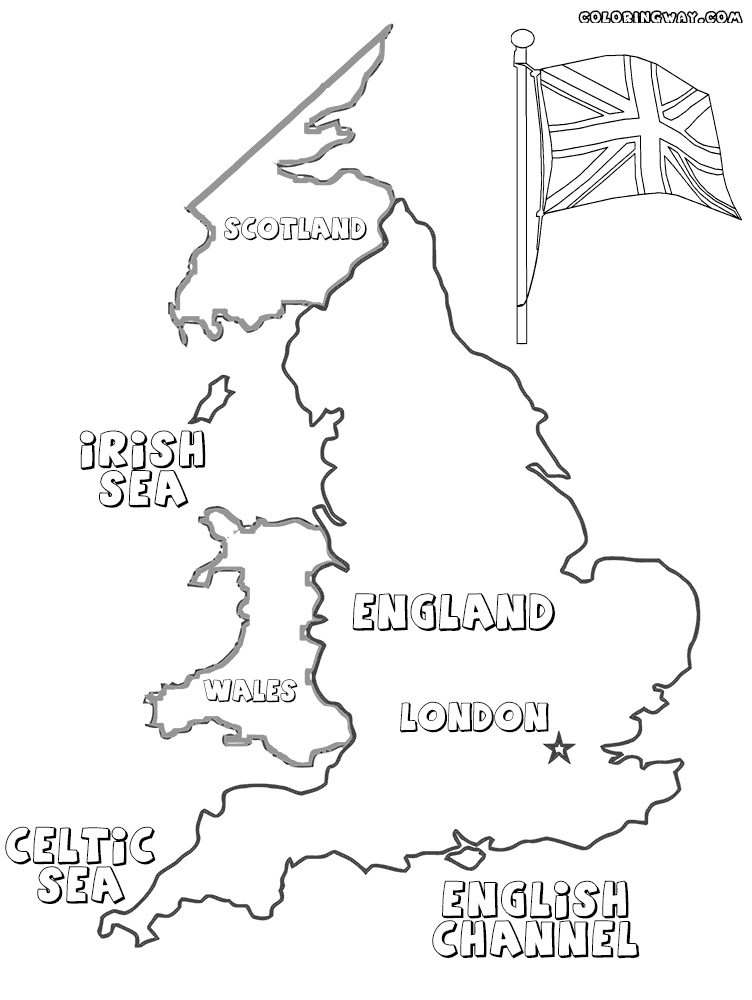 COLORINGWAY.COM
SCOTLAND
IRISH
SEA
ENGLAND
WALES
LONDON
CELTIC
SEA
ENGLISH
CHANNEL